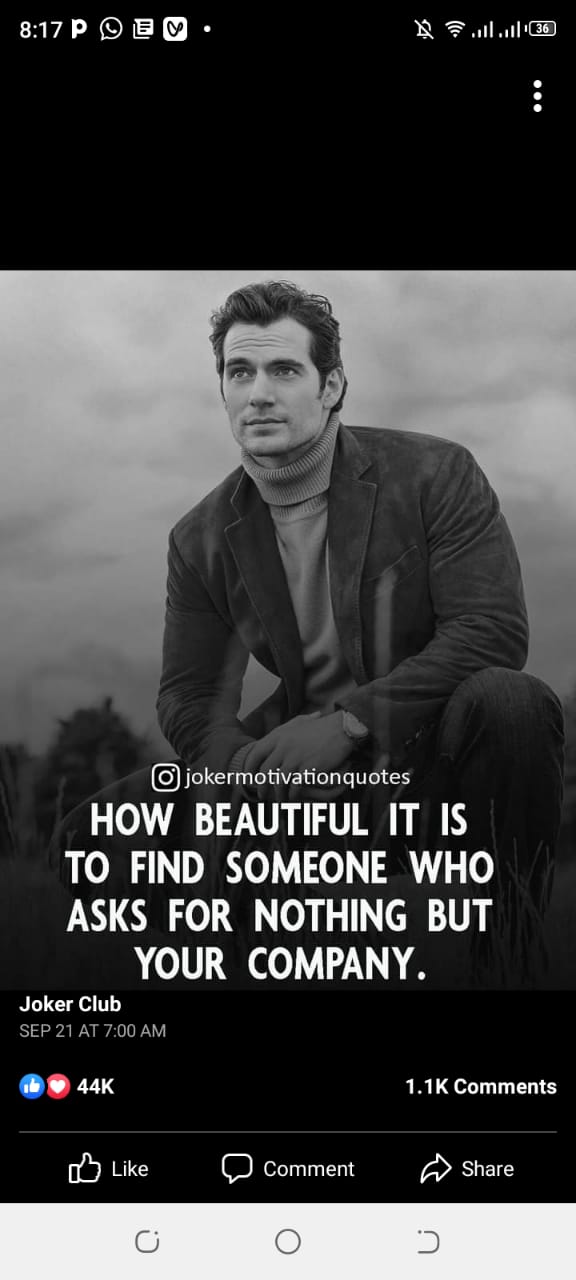 8:17
36
jokermotivationquotes
HOW BEAUTIFUL IT IS
TO FIND SOMEONE WHO
ASKS FOR NOTHING BUT
YOUR COMPANY.
Joker Club
SEP 21 AT 7:00 AM
44K 1.1K Comments
Like Comment Share